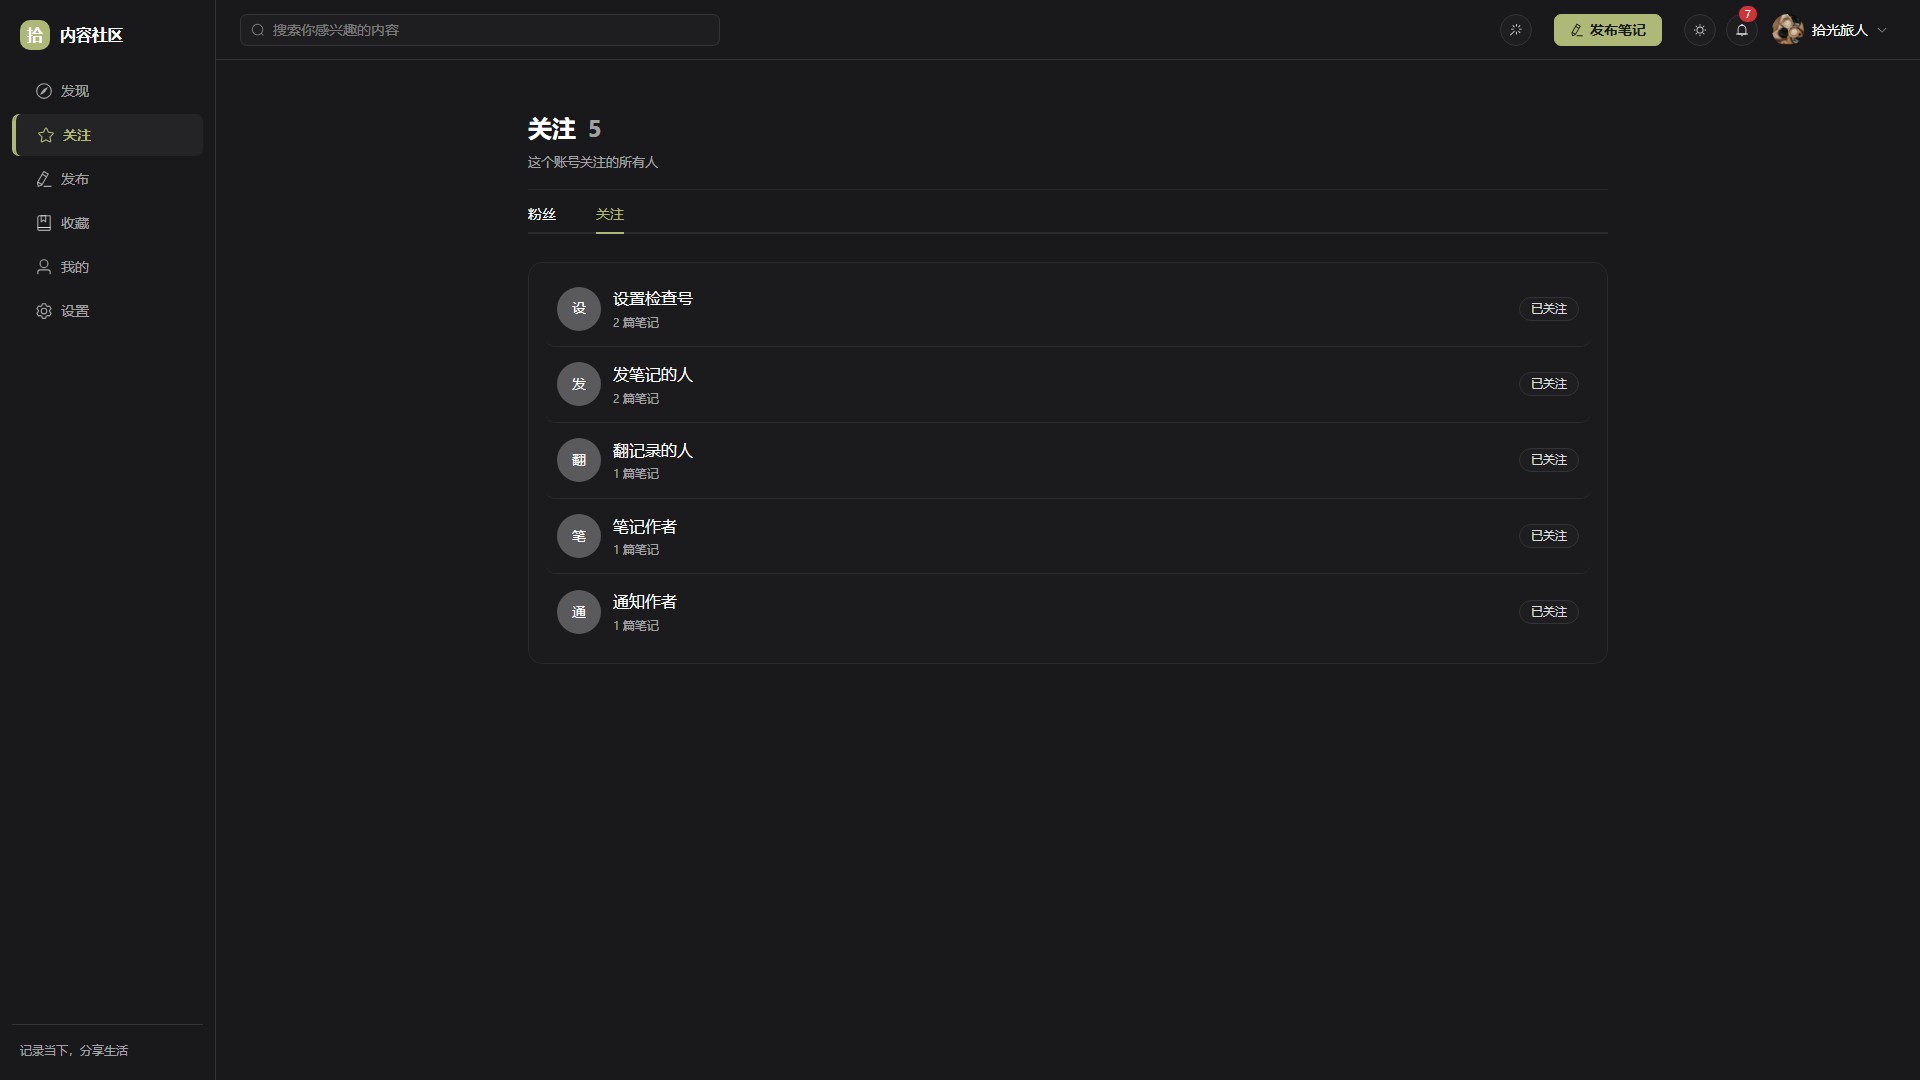 拾 内容社区
搜索你感兴趣的内容
发布笔记
7
拾光旅人
发现
关注
发布
收藏
我的
设置
关注 5
这个账号关注的所有人
粉丝 关注
设 设置检查号 已关注
2 篇笔记
发 发笔记的人 已关注
2 篇笔记
翻 翻记录的人 已关注
1 篇笔记
笔 笔记作者 已关注
1 篇笔记
通 通知作者 已关注
1 篇笔记
记录当下，分享生活